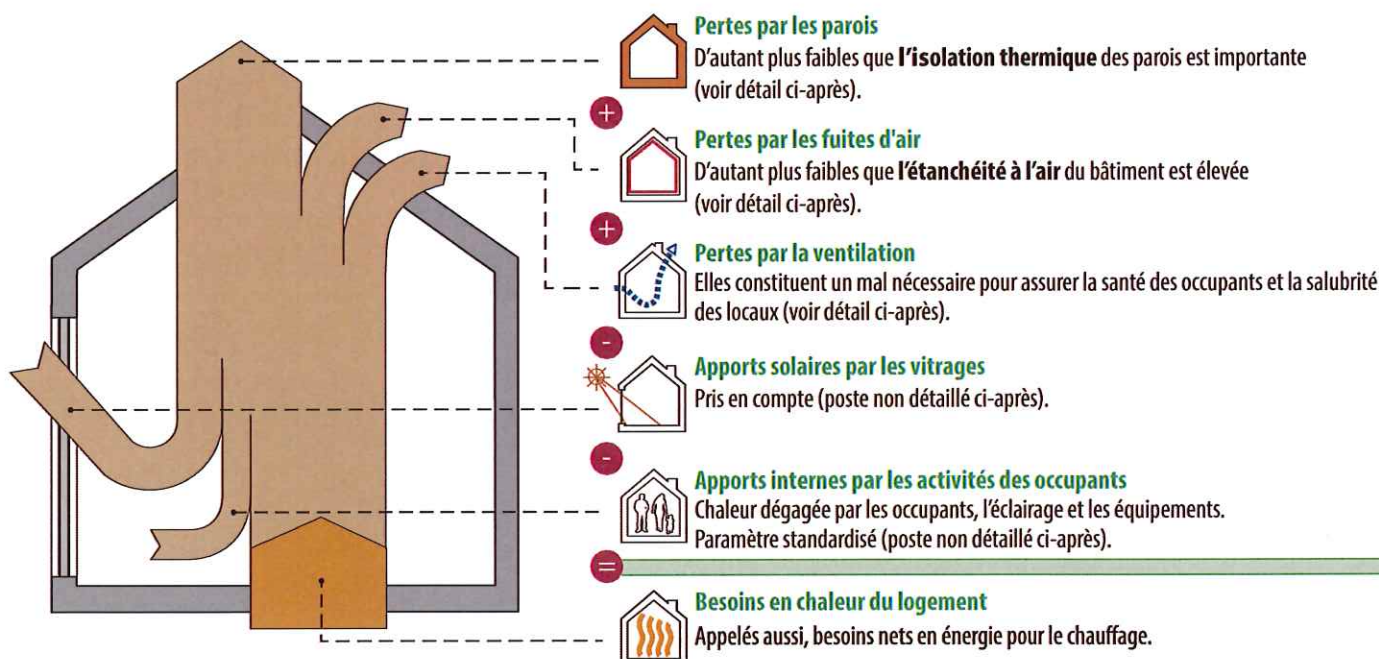 Pertes par les parois
D'autant plus faibles que l'isolation thermique des parois est importante
(voir détail ci-après).
+
Pertes par les fuites d'air
D'autant plus faibles que l'étanchéité à l'air du bâtiment est élevée
(voir détail ci-après).
+
Pertes par la ventilation
Elles constituent un mal nécessaire pour assurer la santé des occupants et la salubrité
des locaux (voir détail ci-après).
-
Apports solaires par les vitrages
Pris en compte (poste non détaillé ci-après).
-
Apports internes par les activités des occupants
Chaleur dégagée par les occupants, l'éclairage et les équipements.
Paramètre standardisé (poste non détaillé ci-après).
=
Besoins en chaleur du logement
Appelés aussi, besoins nets en énergie pour le chauffage.